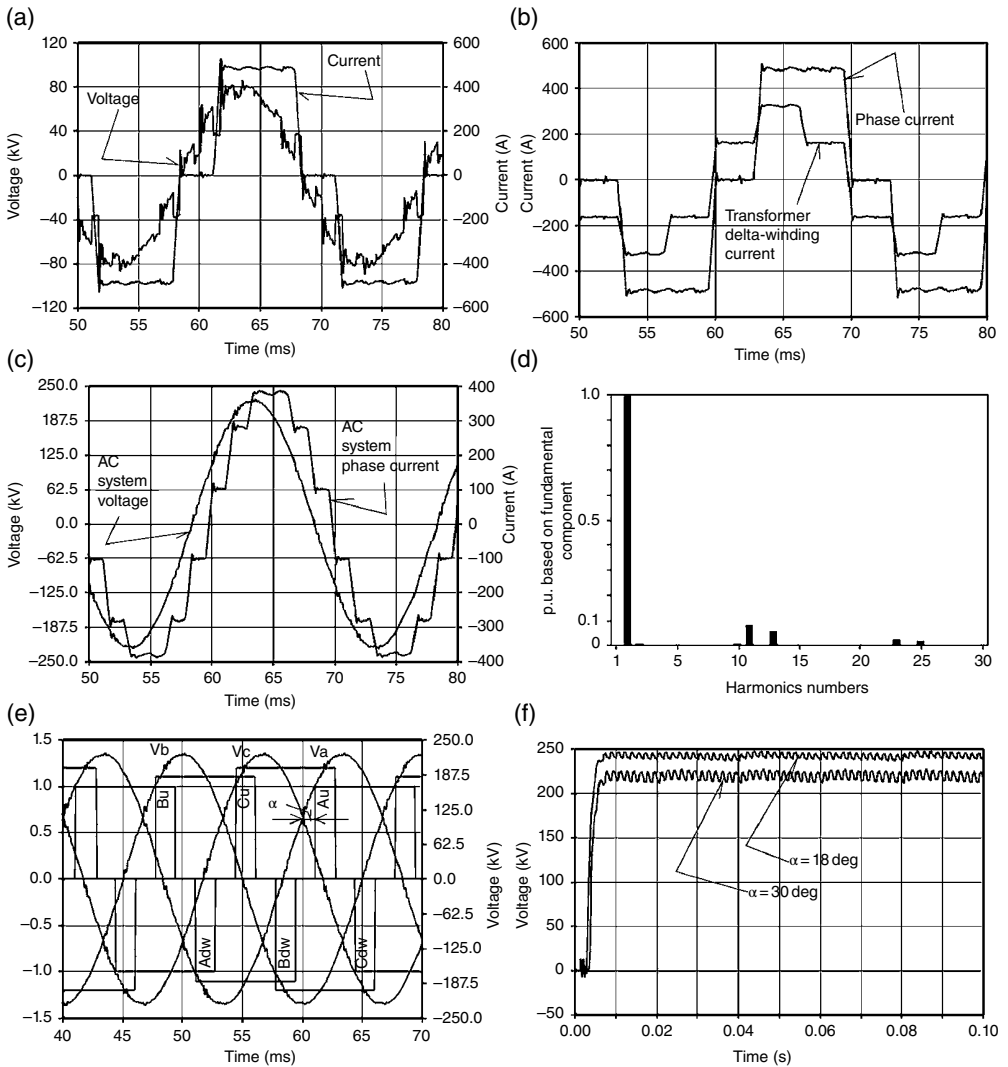 (a)
120
80
40
0
−40
−80
−120
Voltage (kV)
600
400
200
0
−200
−400
−600
Current (A)
Voltage
Current
50 55 60 65 70 75 80
Time (ms)
(b)
600
400
200
0
−200
−400
−600
Current (A)
Phase current
Transformer
delta-winding
current
50 55 60 65 70 75 80
Time (ms)
(c)
250.0
187.5
125.0
62.5
0.0
−62.5
−125.0
−187.5
−250.0
Voltage (kV)
400
300
200
100
0
−100
−200
−300
−400
Current (A)
AC
system
voltage
AC
system
phase current
50 55 60 65 70 75 80
Time (ms)
(d)
1.0
0.5
0.1
0
p.u. based on fundamental
component
1 5 10 15 20 25 30
Harmonics numbers
(e)
1.5
1.0
0.5
0.0
−0.5
−1.0
−1.5
250.0
187.5
125.0
62.5
0.0
−62.5
−125.0
−187.5
−250.0
Voltage (kV)
Vb Vc Va
Bu
Cu
α
Au
Adw
Bdw
Cdw
40 45 50 55 60 65 70
Time (ms)
(f)
250
200
150
100
50
0
−50
Voltage (kV)
α = 18 deg
α = 30 deg
0.00 0.02 0.04 0.06 0.08 0.10
Time (s)